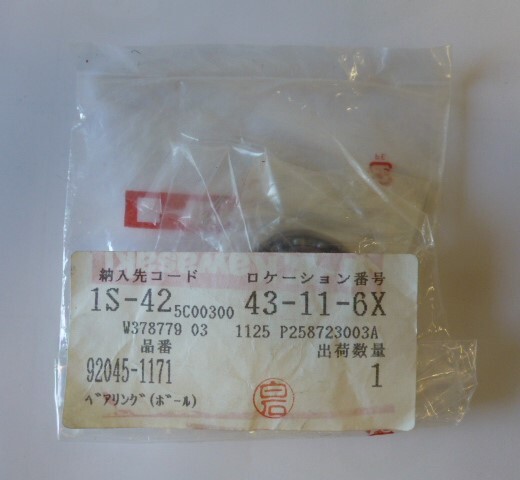 Kawasaki
納入先コード ロケーション番号
1S-42 5C00300 43-11-6X
W378779 03 1125 P258723003A
品番 出荷数量
92045-1171 1
ベアリング(ボール)